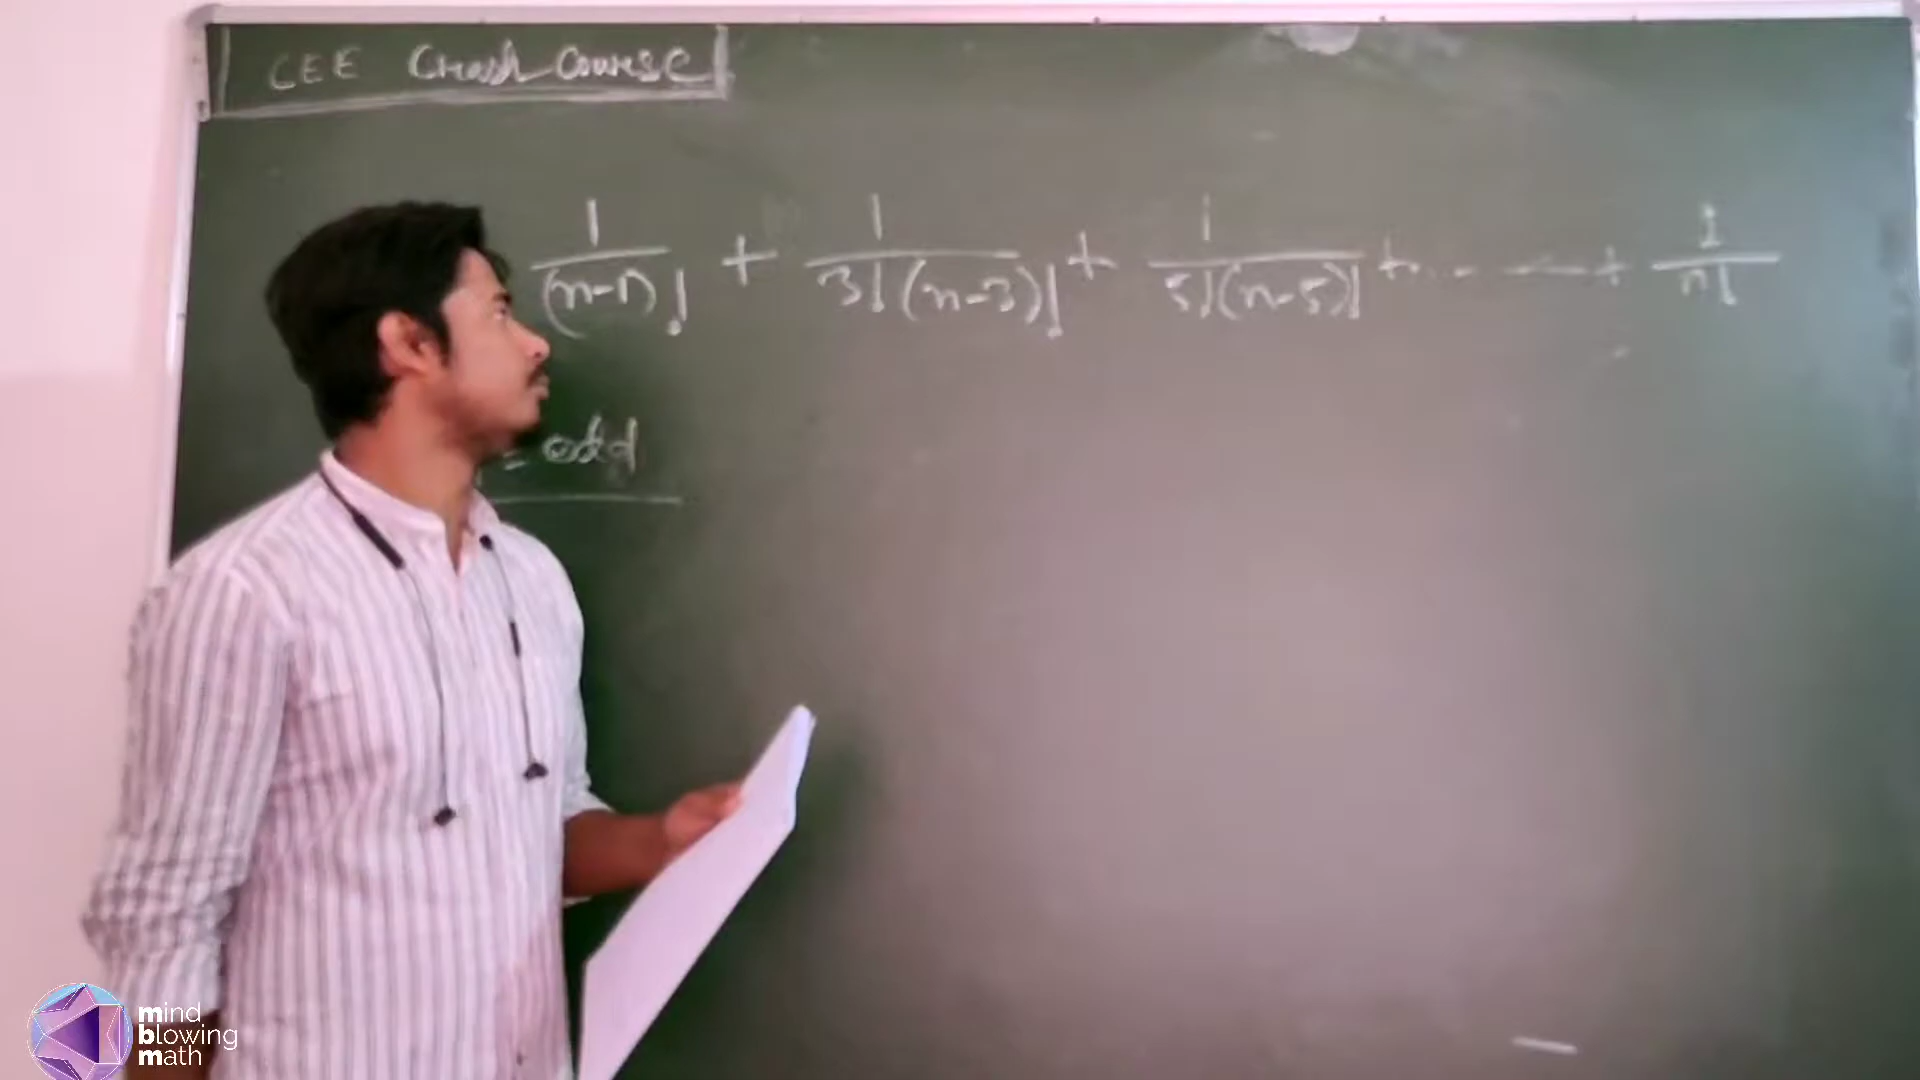 CEE Crash Course
1/(n-1)! + 1/3!(n-3)! + 1/5!(n-5)! + ... + 1/n!
= odd
mind
blowing
math